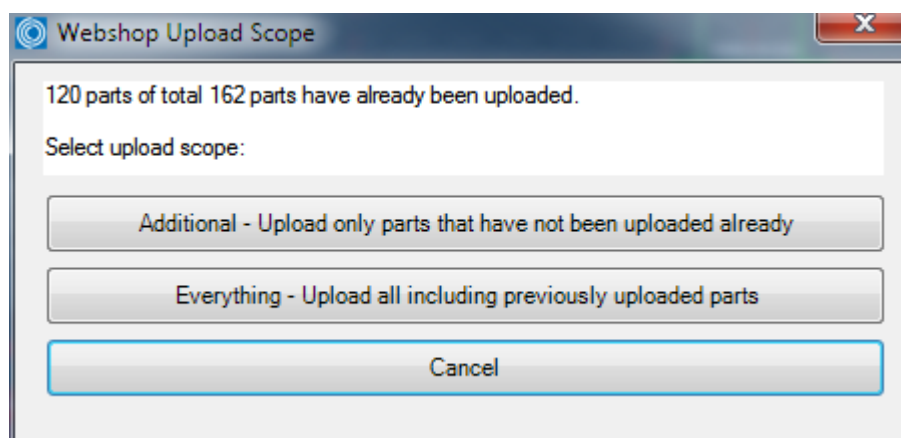 Webshop Upload Scope
120 parts of total 162 parts have already been uploaded.
Select upload scope:
Additional - Upload only parts that have not been uploaded already
Everything - Upload all including previously uploaded parts
Cancel